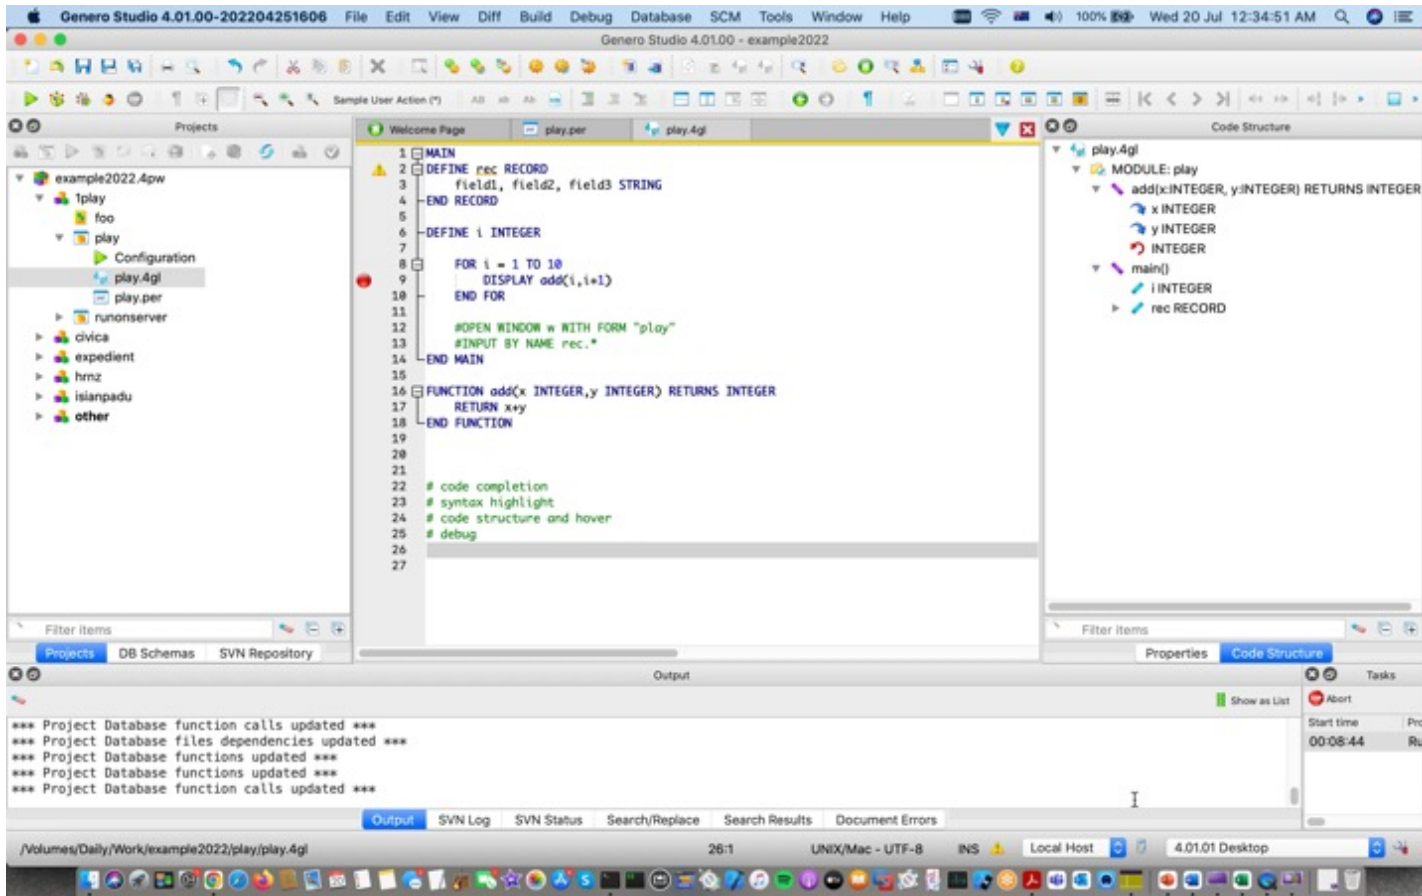 Genero Studio 4.01.00-202204251606 File Edit View Diff Build Debug Database SCM Tools Window Help 100% Wed 20 Jul 12:34:51 AM
Genero Studio 4.01.00 - example2022
Sample User Action (*)
Projects
example2022.4pw
1play
foo
play
Configuration
play.4gl
play.per
runonserver
civica
expedient
hrnz
isianpadu
other
Filter items
Projects DB Schemas SVN Repository
Welcome Page play.per play.4gl
1 MAIN
2 DEFINE rec RECORD
3 field1, field2, field3 STRING
4 END RECORD
5
6 DEFINE i INTEGER
7
8 FOR i = 1 TO 10
9 DISPLAY add(i,i+1)
10 END FOR
11
12 #OPEN WINDOW w WITH FORM "play"
13 #INPUT BY NAME rec.*
14 END MAIN
15
16 FUNCTION add(x INTEGER,y INTEGER) RETURNS INTEGER
17 RETURN x+y
18 END FUNCTION
19
20
21
22 # code completion
23 # syntax highlight
24 # code structure and hover
25 # debug
26
27
Code Structure
play.4gl
MODULE: play
add(x:INTEGER, y:INTEGER) RETURNS INTEGER
x INTEGER
y INTEGER
INTEGER
main()
i INTEGER
rec RECORD
Filter items
Properties Code Structure
Output
Show as List
*** Project Database function calls updated ***
*** Project Database files dependencies updated ***
*** Project Database functions updated ***
*** Project Database functions updated ***
*** Project Database function calls updated ***
Output SVN Log SVN Status Search/Replace Search Results Document Errors
Tasks
Abort
Start time Prc
00:08:44 Ru
/Volumes/Daily/Work/example2022/play/play.4gl 26:1 UNIX/Mac - UTF-8 INS Local Host 4.01.01 Desktop